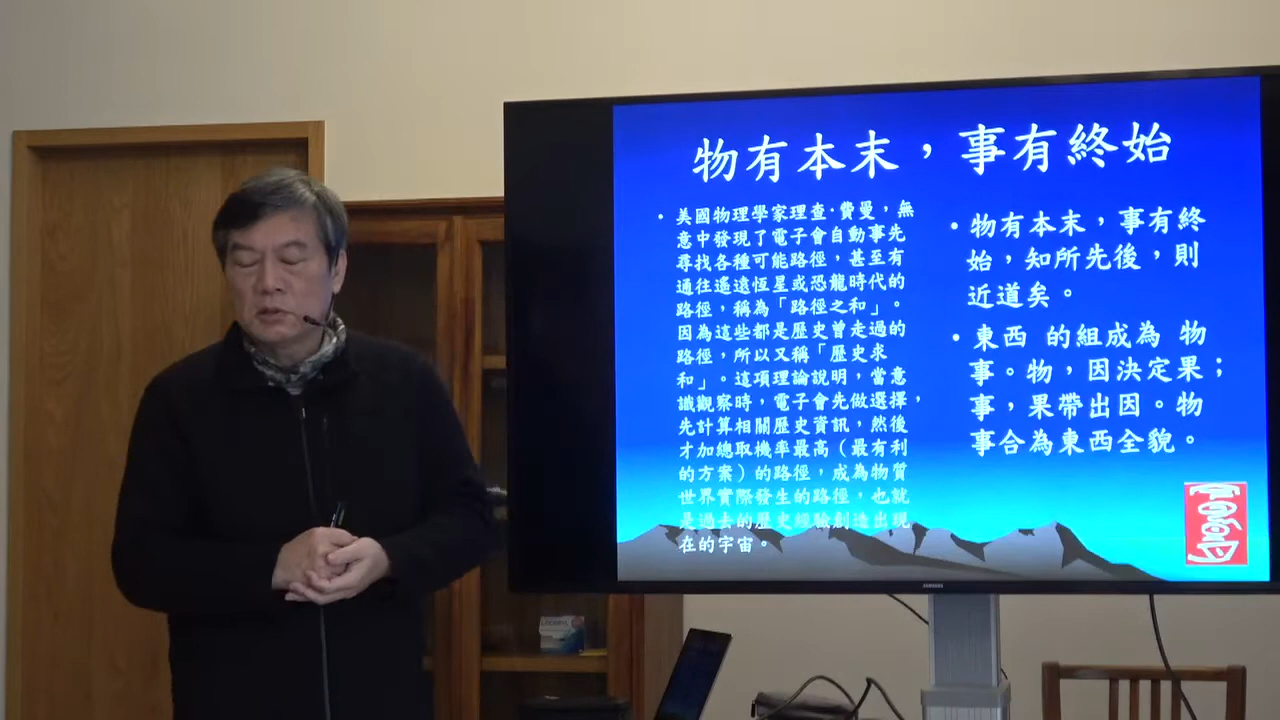 物有本末，事有終始
• 美國物理學家理查·費曼，無
意中發現了電子會自動事先
尋找各種可能路徑，甚至有
通往遙遠恆星或恐龍時代的
路徑，稱為「路徑之和」。
因為這些都是歷史曾走過的
路徑，所以又稱「歷史求
和」。這項理論說明，當意
識觀察時，電子會先做選擇，
先計算相關歷史資訊，然後
才加總取機率最高（最有利
的方案）的路徑，成為物質
世界實際發生的路徑，也就
是過去的歷史經驗創造出現
在的宇宙。
• 物有本末，事有終
始，知所先後，則
近道矣。
• 東西 的組成為 物
事。物，因決定果；
事，果帶出因。物
事合為東西全貌。
SAMSUNG